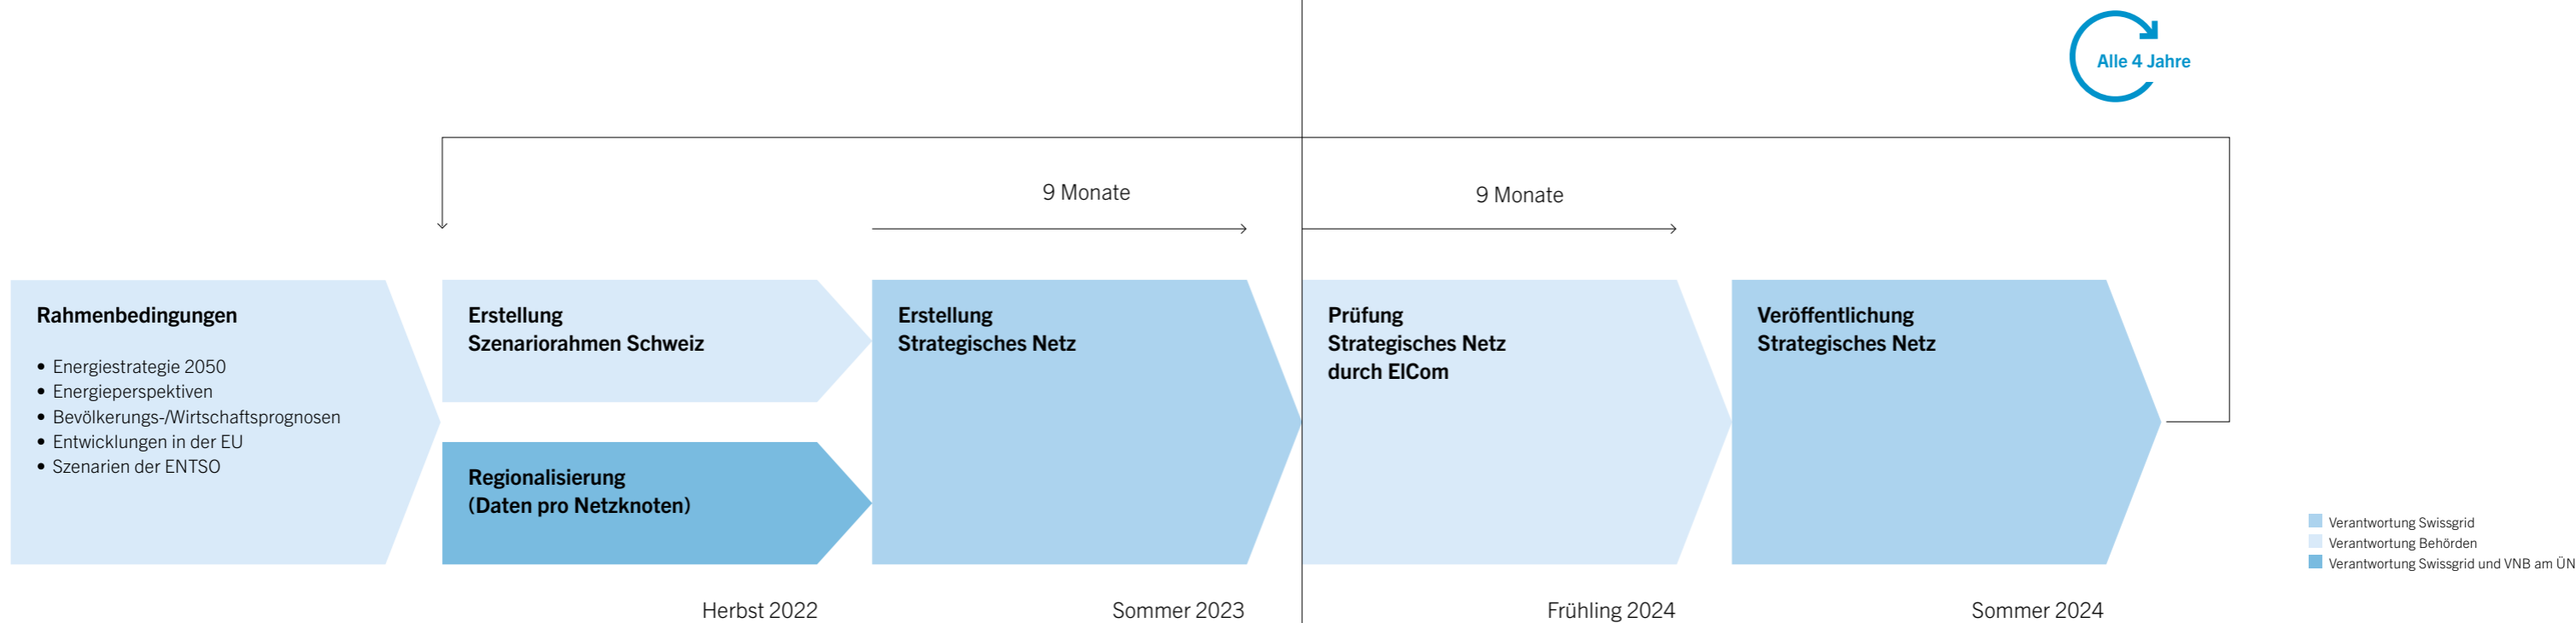 Alle 4 Jahre
9 Monate
9 Monate
Rahmenbedingungen
• Energiestrategie 2050
• Energieperspektiven
• Bevölkerungs-/Wirtschaftsprognosen
• Entwicklungen in der EU
• Szenarien der ENTSO
Erstellung
Szenariorahmen Schweiz
Regionalisierung
(Daten pro Netzknoten)
Erstellung
Strategisches Netz
Prüfung
Strategisches Netz
durch ElCom
Veröffentlichung
Strategisches Netz
Verantwortung Swissgrid
Verantwortung Behörden
Verantwortung Swissgrid und VNB am ÜN
Herbst 2022
Sommer 2023
Frühling 2024
Sommer 2024